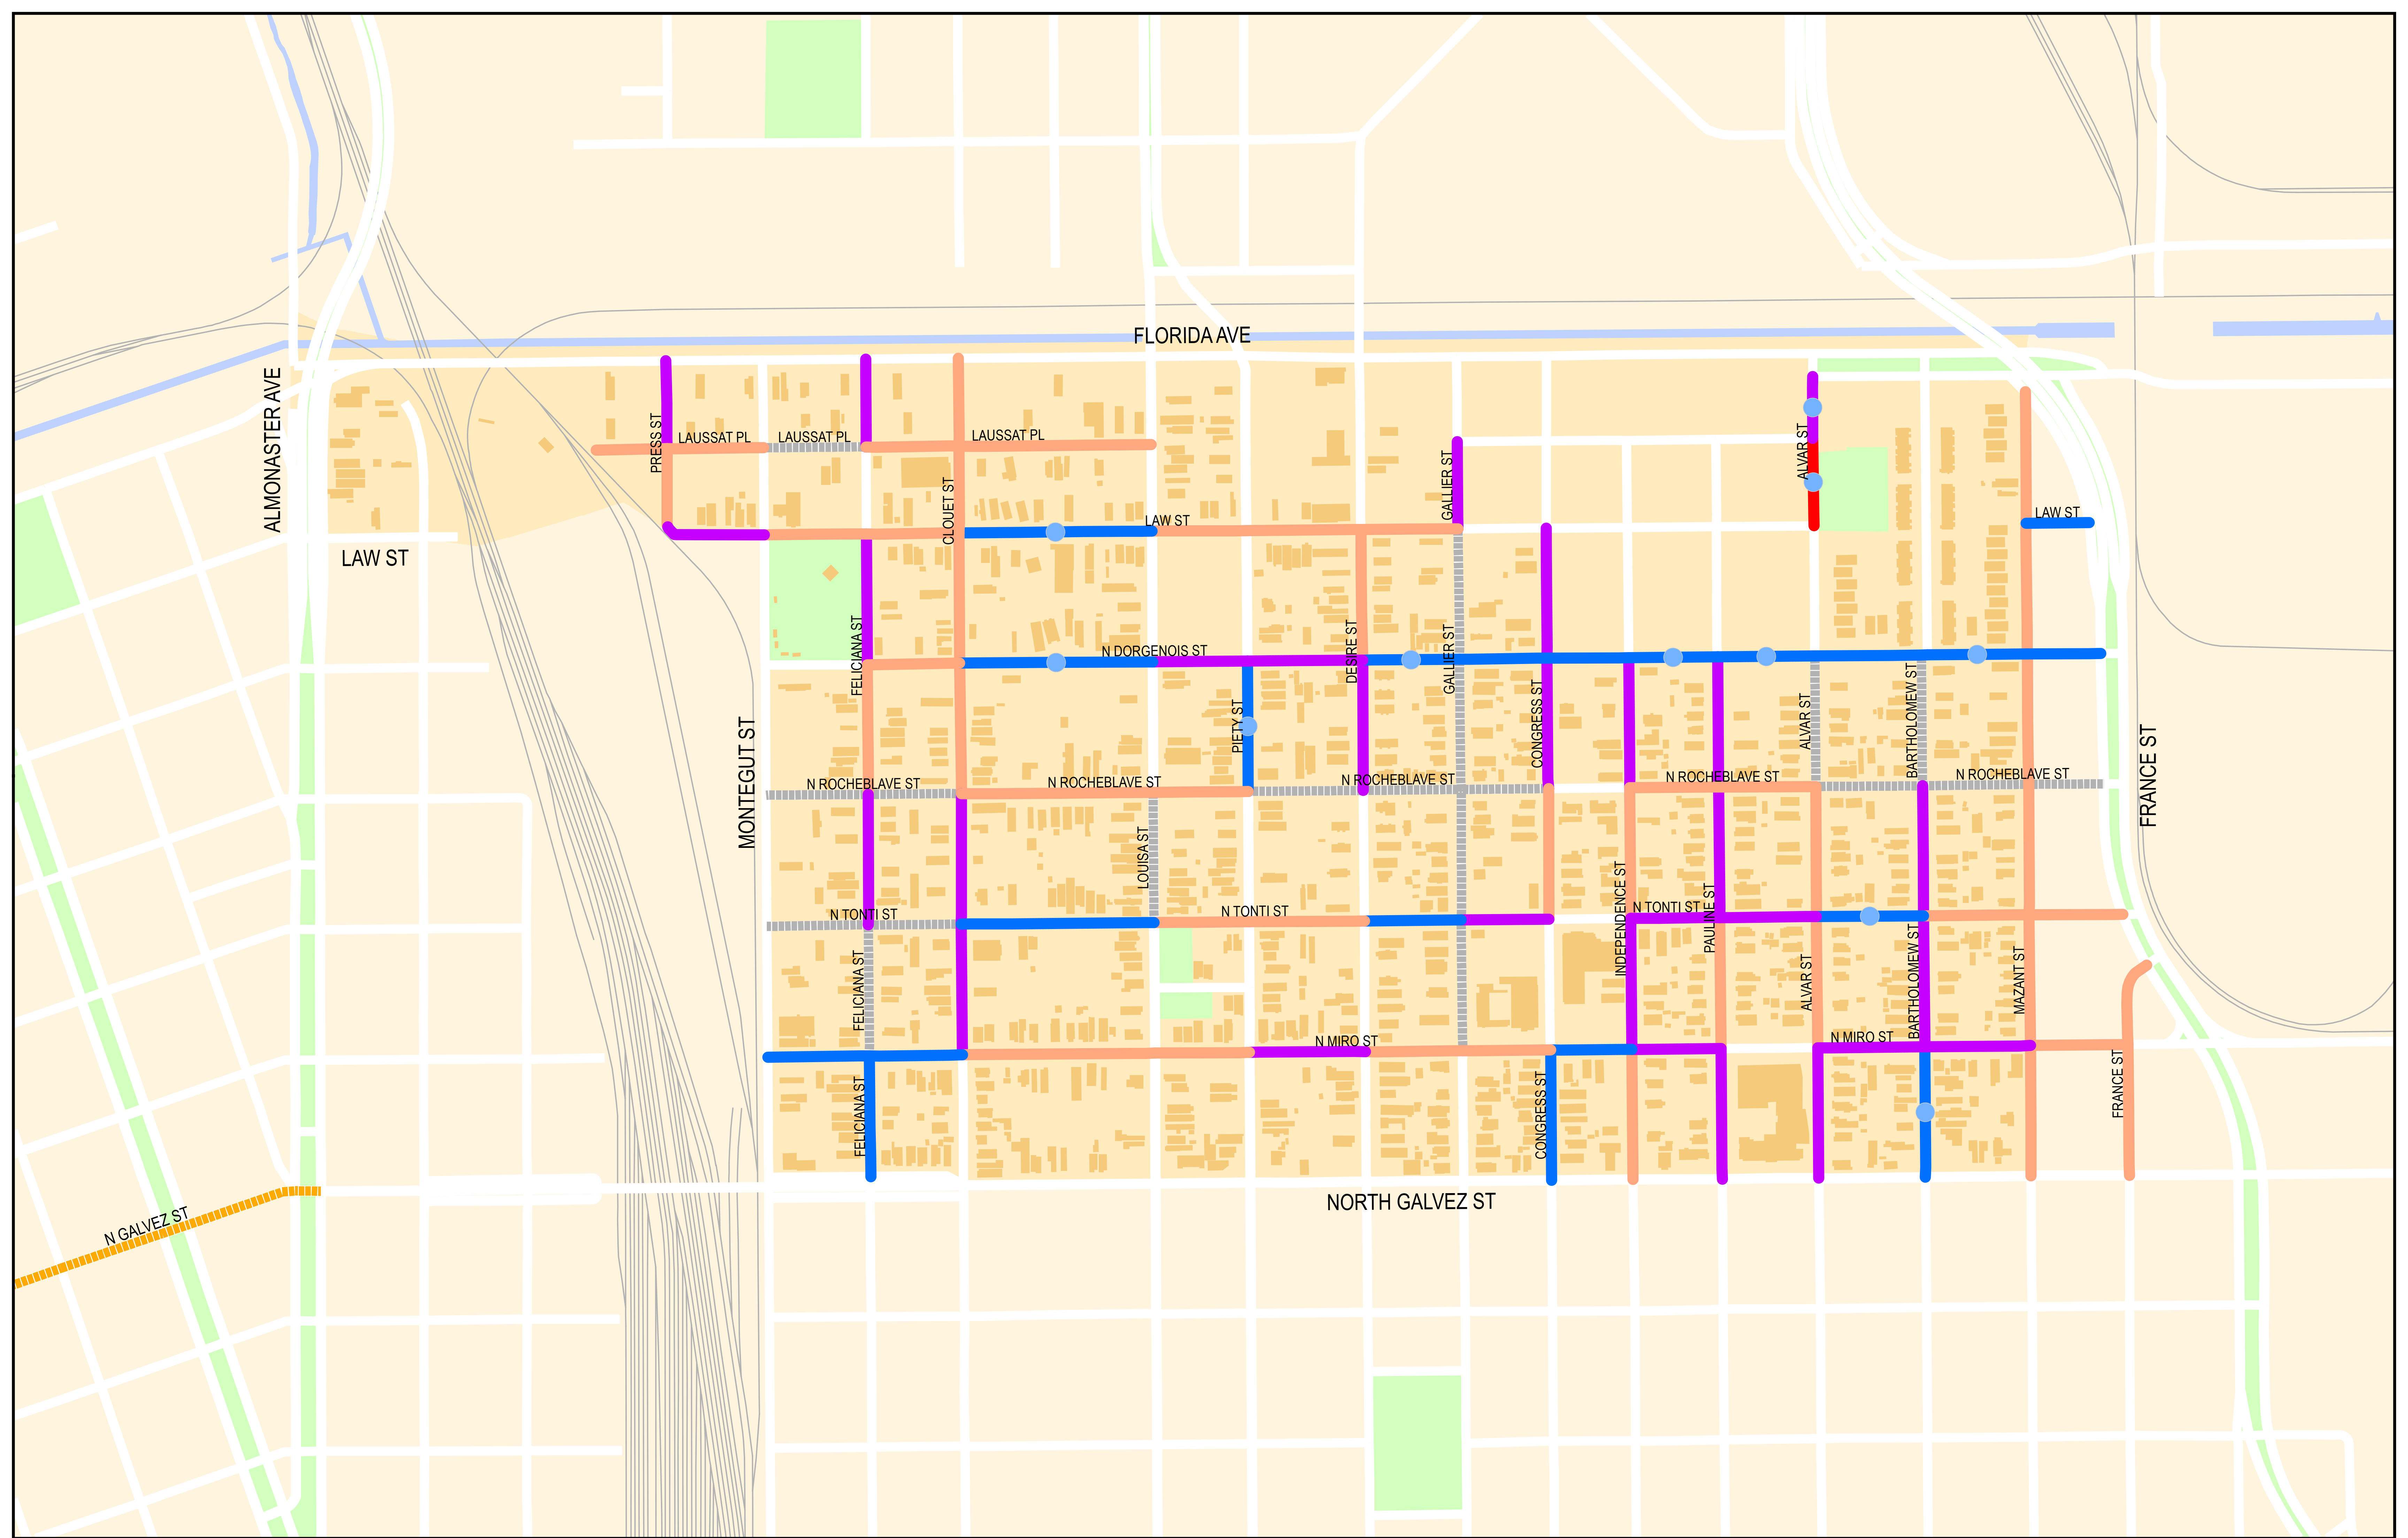 FLORIDA AVE
ALMONASTER AVE
PRESS ST
LAUSSAT PL
LAUSSAT PL
LAUSSAT PL
CLOUET ST
GALLIER ST
ALVAR ST
LAW ST
LAW ST
LAW ST
FELICIANA ST
N DORGENOIS ST
DESIRE ST
GALLIER ST
CONGRESS ST
ALVAR ST
BARTHOLOMEW ST
PIETY ST
MONTEGUT ST
FRANCE ST
N ROCHEBLAVE ST
N ROCHEBLAVE ST
N ROCHEBLAVE ST
N ROCHEBLAVE ST
N ROCHEBLAVE ST
LOUISA ST
INDEPENDENCE ST
PAULINE ST
N TONTI ST
N TONTI ST
N TONTI ST
FELICIANA ST
ALVAR ST
BARTHOLOMEW ST
MAZANT ST
N MIRO ST
N MIRO ST
FELICIANA ST
CONGRESS ST
FRANCE ST
NORTH GALVEZ ST
N GALVEZ ST